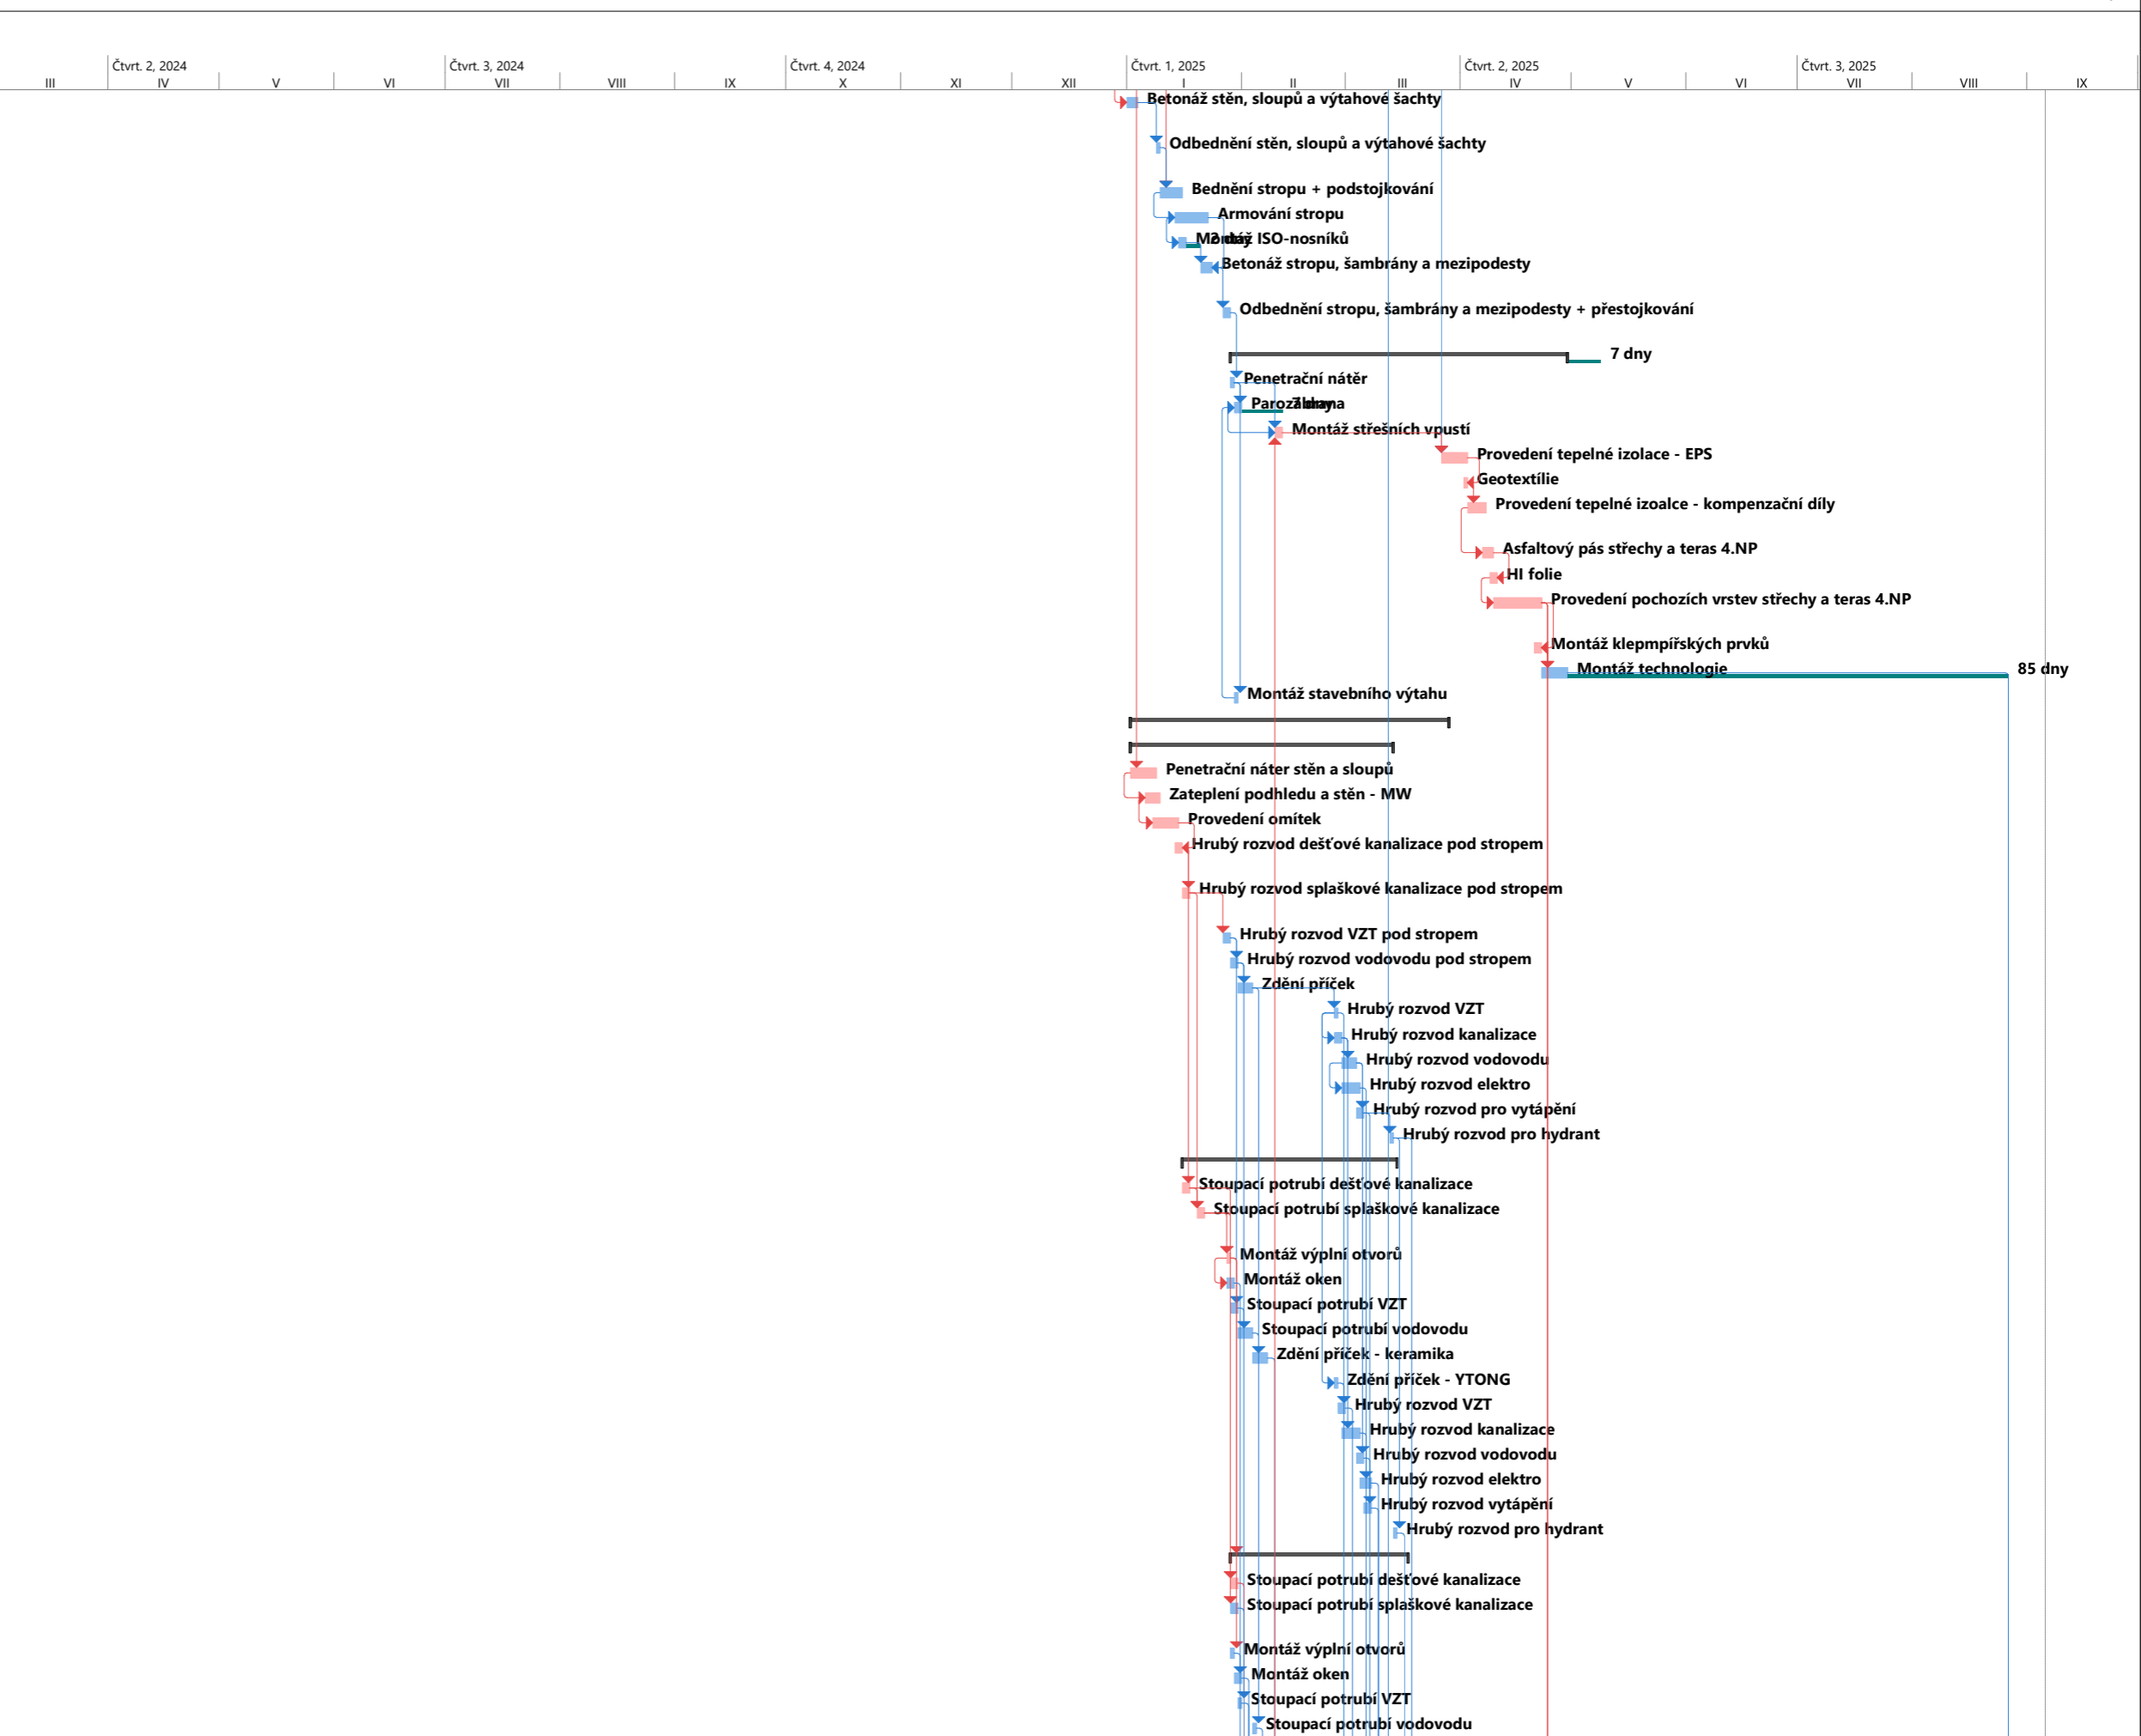 Čtvrt. 2, 2024 Čtvrt. 3, 2024 Čtvrt. 4, 2024 Čtvrt. 1, 2025 Čtvrt. 2, 2025 Čtvrt. 3, 2025
III IV V VI VII VIII IX X XI XII I II III IV V VI VII VIII IX
Betonáž stěn, sloupů a výtahové šachty
Odbednění stěn, sloupů a výtahové šachty
Bednění stropu + podstojkování
Armování stropu
Montáž ISO-nosníků 2 dny
Betonáž stropu, šambrány a mezipodesty
Odbednění stropu, šambrány a mezipodesty + přestojkování
7 dny
Penetrační nátěr
Parozábrana 7 dny
Montáž střešních vpustí
Provedení tepelné izolace - EPS
Geotextílie
Provedení tepelné izoalce - kompenzační díly
Asfaltový pás střechy a teras 4.NP
HI folie
Provedení pochozích vrstev střechy a teras 4.NP
Montáž klepmpířských prvků
Montáž technologie 85 dny
Montáž stavebního výtahu
Penetrační náter stěn a sloupů
Zateplení podhledu a stěn - MW
Provedení omítek
Hrubý rozvod dešťové kanalizace pod stropem
Hrubý rozvod splaškové kanalizace pod stropem
Hrubý rozvod VZT pod stropem
Hrubý rozvod vodovodu pod stropem
Zdění příček
Hrubý rozvod VZT
Hrubý rozvod kanalizace
Hrubý rozvod vodovodu
Hrubý rozvod elektro
Hrubý rozvod pro vytápění
Hrubý rozvod pro hydrant
Stoupací potrubí dešťové kanalizace
Stoupací potrubí splaškové kanalizace
Montáž výplní otvorů
Montáž oken
Stoupací potrubí VZT
Stoupací potrubí vodovodu
Zdění příček - keramika
Zdění příček - YTONG
Hrubý rozvod VZT
Hrubý rozvod kanalizace
Hrubý rozvod vodovodu
Hrubý rozvod elektro
Hrubý rozvod vytápění
Hrubý rozvod pro hydrant
Stoupací potrubí dešťové kanalizace
Stoupací potrubí splaškové kanalizace
Montáž výplní otvorů
Montáž oken
Stoupací potrubí VZT
Stoupací potrubí vodovodu